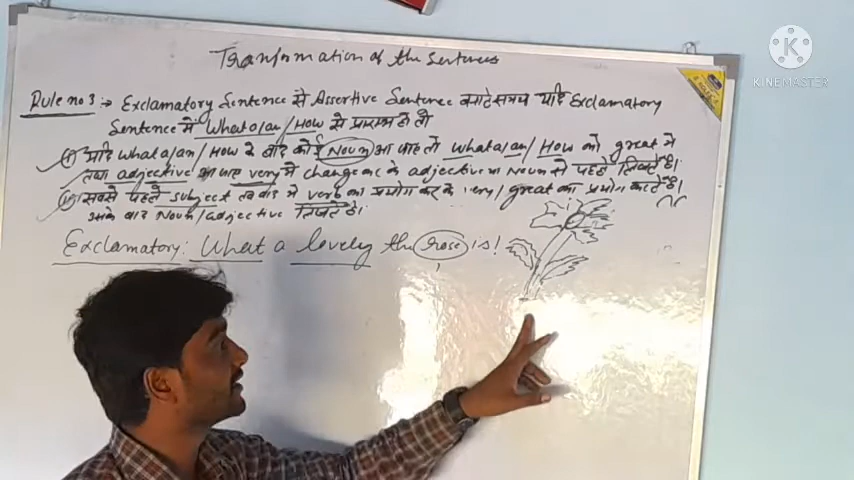 Transformation of the Sentences
KINEMASTER
Rule no 3 :→ Exclamatory Sentence से Assertive Sentence बनाते समय यदि Exclamatory
Sentence में What a/an/How से प्रारम्भ हो तो
(i) यदि What a/an/How के बाद कोई Noun आ जाए तो What a/an/How को great में
तथा adjective आ जाए very में change कर के adjective या Noun से पहले लिखते हैं।
(ii) सबसे पहले subject तब बाद में verb का प्रयोग कर के very/great का प्रयोग करते हैं।
उसके बाद Noun/adjective लिखते है।
Exclamatory: What a lovely the rose is!